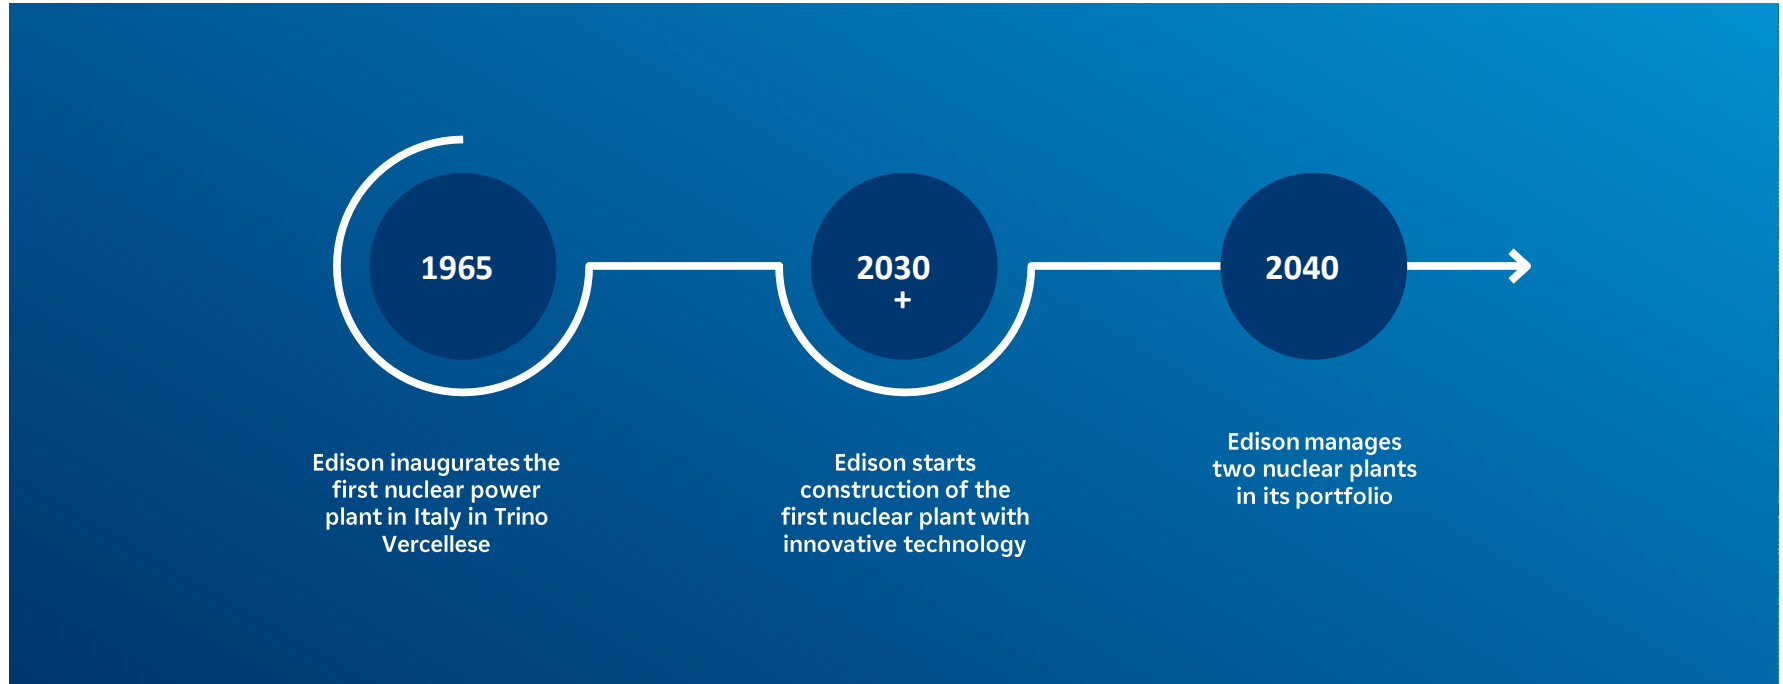 1965
Edison inaugurates the
first nuclear power
plant in Italy in Trino
Vercellese
2030
+
Edison starts
construction of the
first nuclear plant with
innovative technology
2040
Edison manages
two nuclear plants
in its portfolio